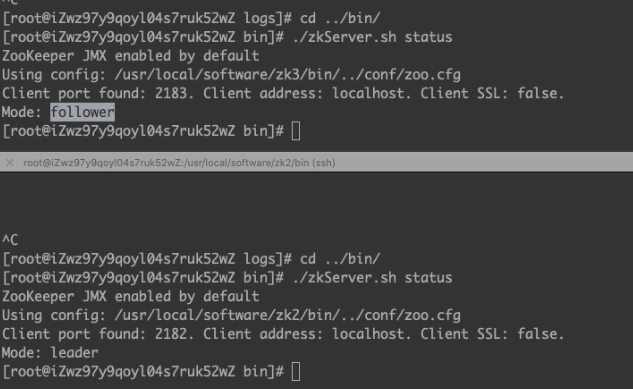 ^C
[root@iZwz97y9qoyl04s7ruk52wZ logs]# cd ../bin/
[root@iZwz97y9qoyl04s7ruk52wZ bin]# ./zkServer.sh status
ZooKeeper JMX enabled by default
Using config: /usr/local/software/zk3/bin/../conf/zoo.cfg
Client port found: 2183. Client address: localhost. Client SSL: false.
Mode: follower
[root@iZwz97y9qoyl04s7ruk52wZ bin]#
× root@iZwz97y9qoyl04s7ruk52wZ:/usr/local/software/zk2/bin (ssh)
^C
[root@iZwz97y9qoyl04s7ruk52wZ logs]# cd ../bin/
[root@iZwz97y9qoyl04s7ruk52wZ bin]# ./zkServer.sh status
ZooKeeper JMX enabled by default
Using config: /usr/local/software/zk2/bin/../conf/zoo.cfg
Client port found: 2182. Client address: localhost. Client SSL: false.
Mode: leader
[root@iZwz97y9qoyl04s7ruk52wZ bin]#